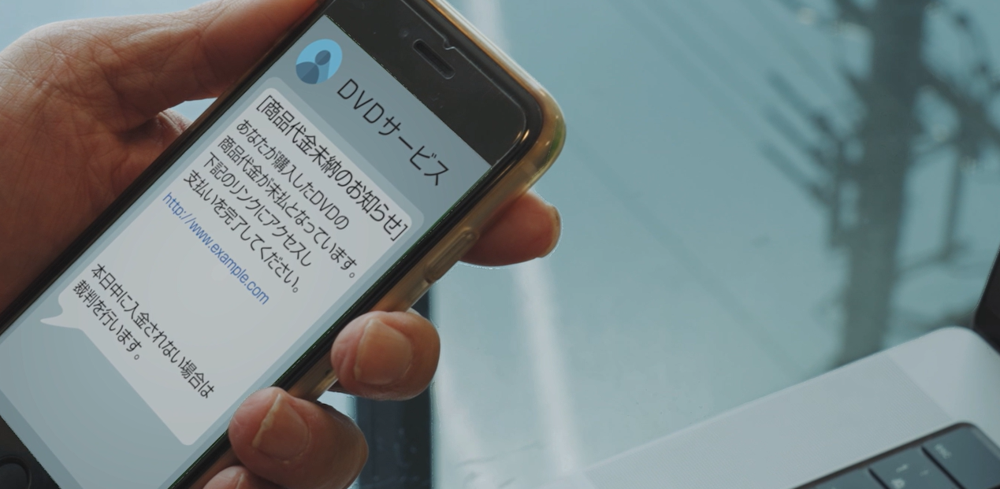 DVDサービス
[商品代金未納のお知らせ]
あなたが購入したDVDの
商品代金が未払となっています。
下記のリンクにアクセスし
支払いを完了してください。
http://www.example.com
本日中に入金されない場合は
裁判を行います。